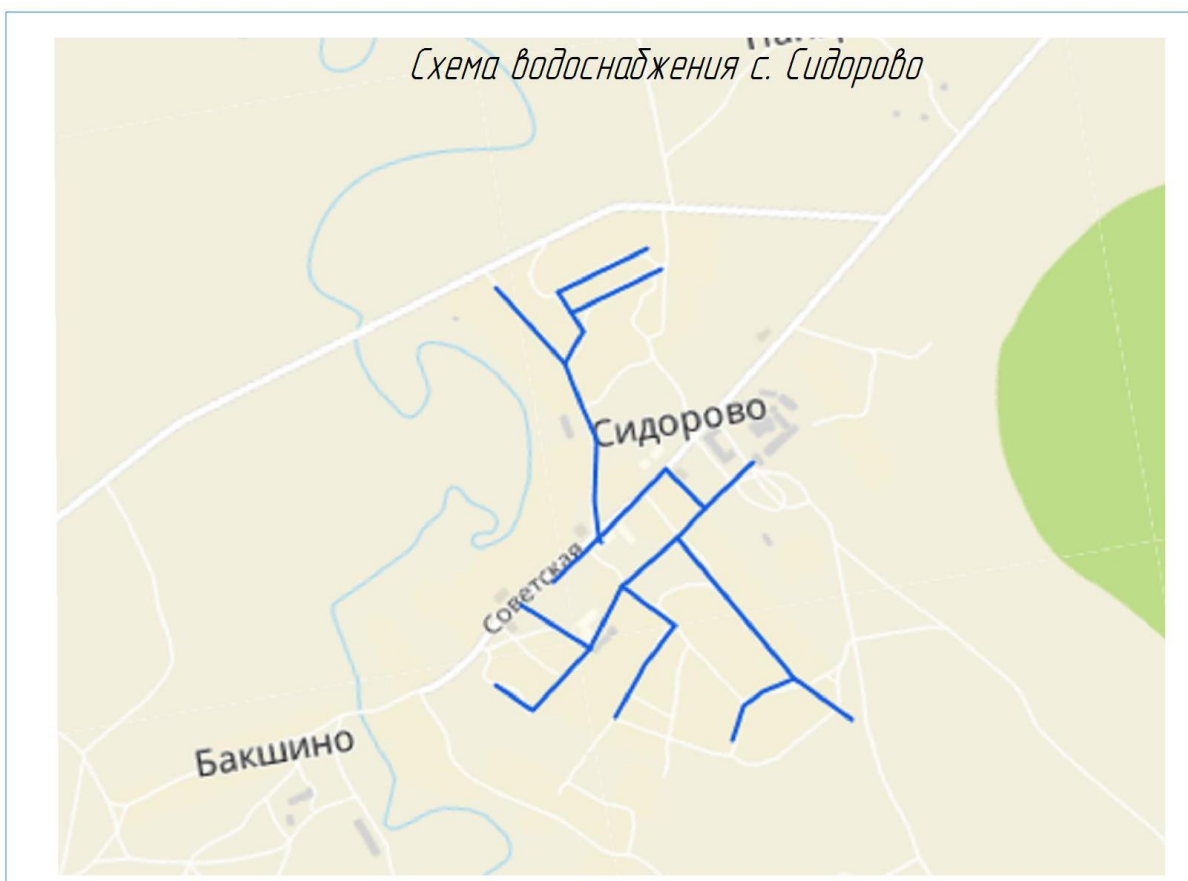 Схема водоснабжения с. Сидорово
Сидорово
Советская
Бакшино